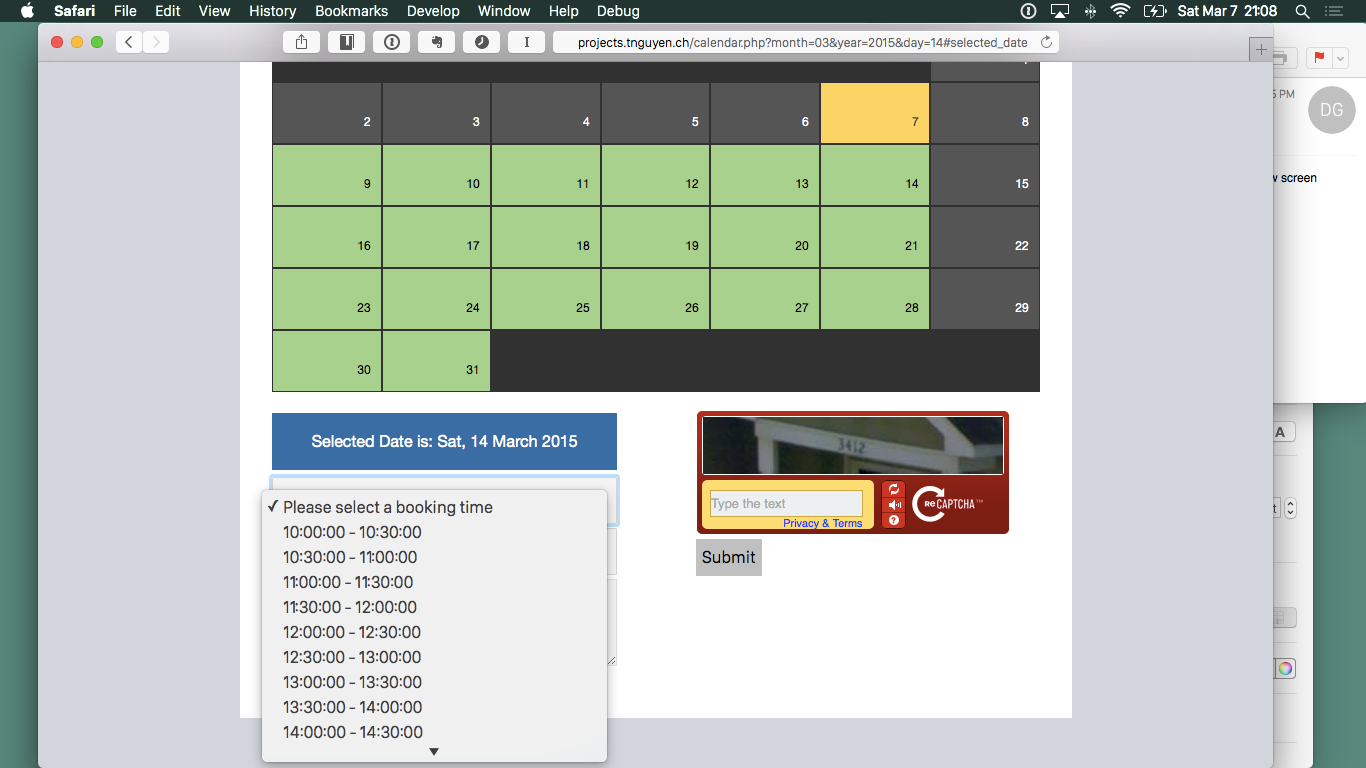 Safari File Edit View History Bookmarks Develop Window Help Debug Sat Mar 7 21:08
projects.tnguyen.ch/calendar.php?month=03&year=2015&day=14#selected_date
2 3 4 5 6 7 8
9 10 11 12 13 14 15
16 17 18 19 20 21 22
23 24 25 26 27 28 29
30 31
PM
DG
screen
A
Selected Date is: Sat, 14 March 2015
✓ Please select a booking time
10:00:00 - 10:30:00
10:30:00 - 11:00:00
11:00:00 - 11:30:00
11:30:00 - 12:00:00
12:00:00 - 12:30:00
12:30:00 - 13:00:00
13:00:00 - 13:30:00
13:30:00 - 14:00:00
14:00:00 - 14:30:00
3412
Type the text
Privacy & Terms
reCAPTCHA™
Submit